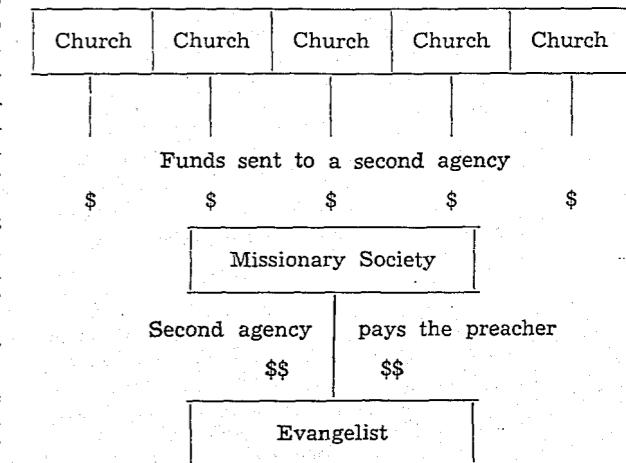 Church Church Church Church Church
Funds sent to a second agency
$ $ $ $ $
Missionary Society
Second agency pays the preacher
$$ $$
Evangelist